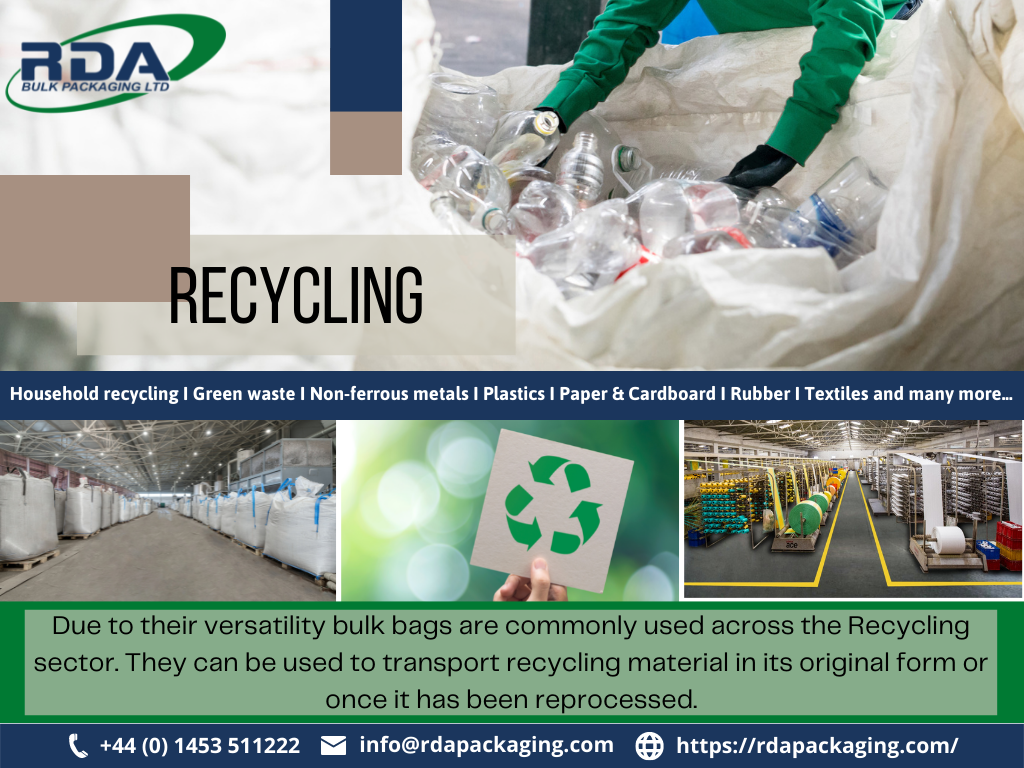 RDA
BULK PACKAGING LTD
RECYCLING
Household recycling I Green waste I Non-ferrous metals I Plastics I Paper & Cardboard I Rubber I Textiles and many more...
Due to their versatility bulk bags are commonly used across the Recycling
sector. They can be used to transport recycling material in its original form or
once it has been reprocessed.
+44 (0) 1453 511222 info@rdapackaging.com https://rdapackaging.com/